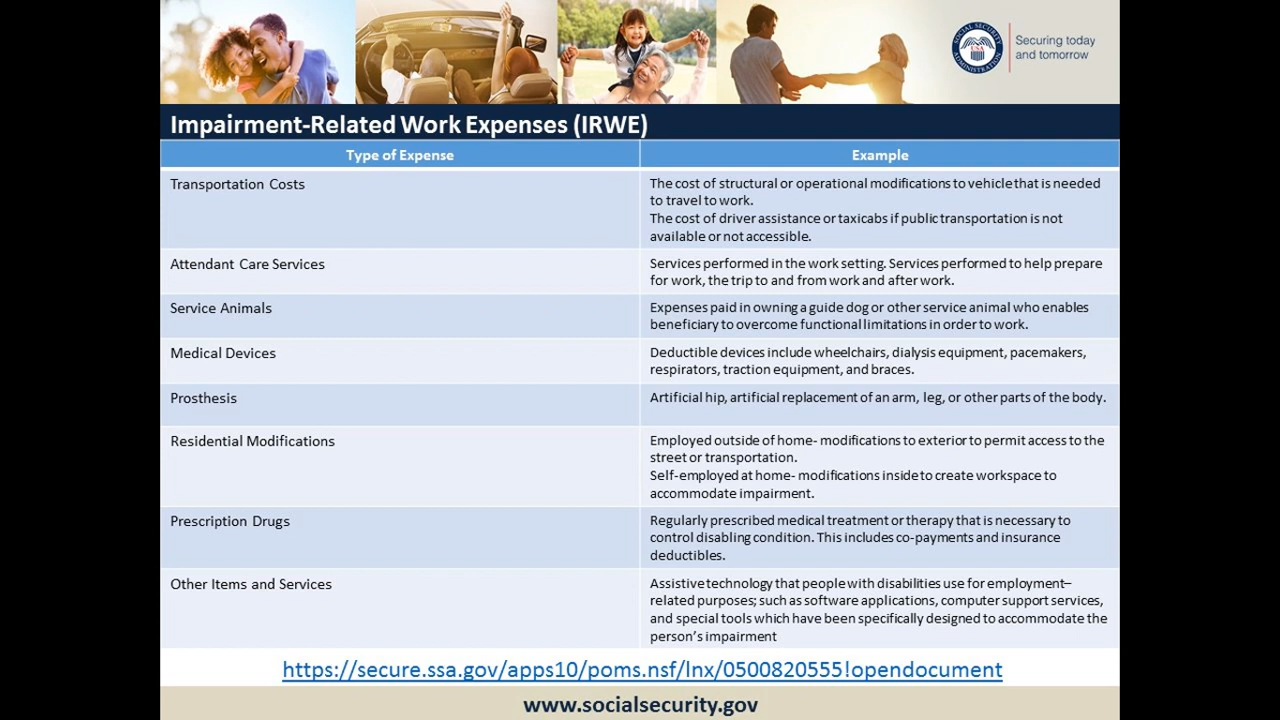 Securing today
and tomorrow
SOCIAL SECURITY ADMINISTRATION
USA
Impairment-Related Work Expenses (IRWE)
Type of Expense
Example
Transportation Costs
The cost of structural or operational modifications to vehicle that is needed
to travel to work.
The cost of driver assistance or taxicabs if public transportation is not
available or not accessible.
Attendant Care Services
Services performed in the work setting. Services performed to help prepare
for work, the trip to and from work and after work.
Service Animals
Expenses paid in owning a guide dog or other service animal who enables
beneficiary to overcome functional limitations in order to work.
Medical Devices
Deductible devices include wheelchairs, dialysis equipment, pacemakers,
respirators, traction equipment, and braces.
Prosthesis
Artificial hip, artificial replacement of an arm, leg, or other parts of the body.
Residential Modifications
Employed outside of home- modifications to exterior to permit access to the
street or transportation.
Self-employed at home- modifications inside to create workspace to
accommodate impairment.
Prescription Drugs
Regularly prescribed medical treatment or therapy that is necessary to
control disabling condition. This includes co-payments and insurance
deductibles.
Other Items and Services
Assistive technology that people with disabilities use for employment–
related purposes; such as software applications, computer support services,
and special tools which have been specifically designed to accommodate the
person's impairment
https://secure.ssa.gov/apps10/poms.nsf/lnx/0500820555!opendocument
www.socialsecurity.gov